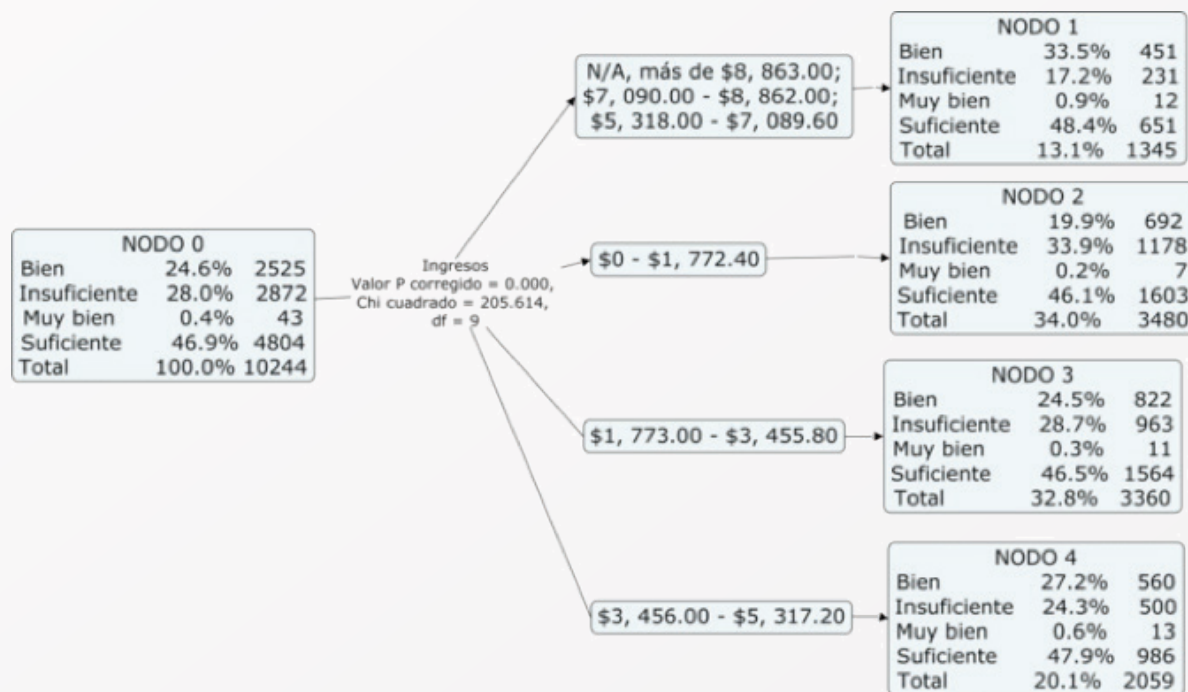 NODO 0
Bien 24.6% 2525
Insuficiente 28.0% 2872
Muy bien 0.4% 43
Suficiente 46.9% 4804
Total 100.0% 10244
Ingresos
Valor P corregido = 0.000,
Chi cuadrado = 205.614,
df = 9
N/A, más de $8, 863.00;
$7, 090.00 - $8, 862.00;
$5, 318.00 - $7, 089.60
NODO 1
Bien 33.5% 451
Insuficiente 17.2% 231
Muy bien 0.9% 12
Suficiente 48.4% 651
Total 13.1% 1345
$0 - $1, 772.40
NODO 2
Bien 19.9% 692
Insuficiente 33.9% 1178
Muy bien 0.2% 7
Suficiente 46.1% 1603
Total 34.0% 3480
$1, 773.00 - $3, 455.80
NODO 3
Bien 24.5% 822
Insuficiente 28.7% 963
Muy bien 0.3% 11
Suficiente 46.5% 1564
Total 32.8% 3360
$3, 456.00 - $5, 317.20
NODO 4
Bien 27.2% 560
Insuficiente 24.3% 500
Muy bien 0.6% 13
Suficiente 47.9% 986
Total 20.1% 2059